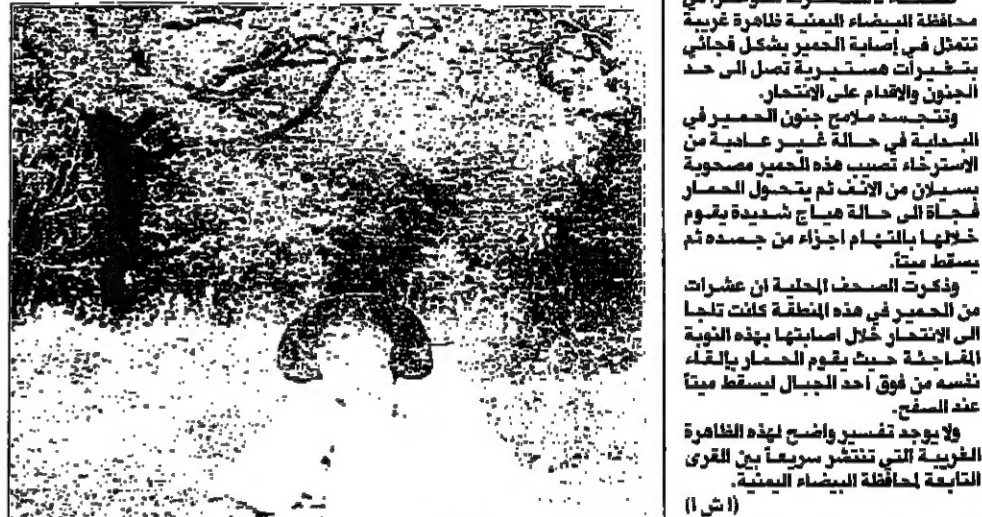 محافظة البيضاء اليمنية ظاهرة غريبة
تتمثل في إصابة الحمير بشكل فجائي
بتغيرات هستيرية تصل الى حد
الجنون والاقدام على الانتحار.
وتتجسد ملامح جنون الحمير في
البداية في حالة غير عادية من
الاسترخاء تصيب هذه الحمير مصحوبة
بسيلان من الانف ثم يتحول الحمار
فجأة الى حالة هياج شديدة يقوم
خلالها بالتهام اجزاء من جسده ثم
يسقط ميتاً.
وذكرت الصحف المحلية ان عشرات
من الحمير في هذه المنطقة كانت تلجا
الى الانتحار خلال اصابتها بهذه النوبة
المفاجئة حيث يقوم الحمار بإلقاء
نفسه من فوق احد الجبال ليسقط ميتاً
عند الصفح.
ولا يوجد تفسير واضح لهذه الظاهرة
الغريبة التي تنتشر سريعاً بين القرى
التابعة لمحافظة البيضاء اليمنية.
(ا ش ا)